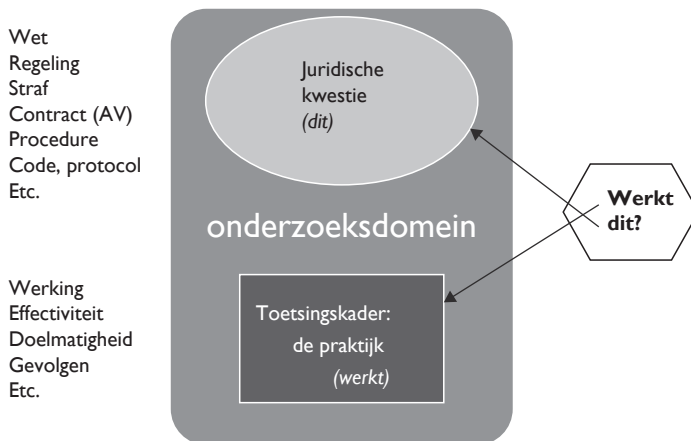 Wet
Regeling
Straf
Contract (AV)
Procedure
Code, protocol
Etc.
Juridische
kwestie
(dit)
Werkt
dit?
onderzoeksdomein
Werking
Effectiviteit
Doelmatigheid
Gevolgen
Etc.
Toetsingskader:
de praktijk
(werkt)